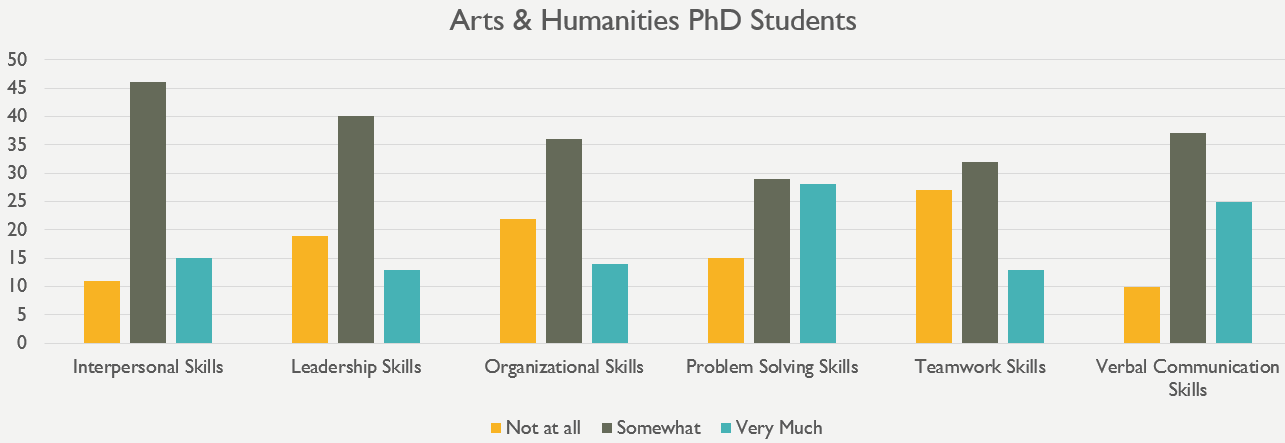 Arts & Humanities PhD Students
50
45
40
35
30
25
20
15
10
5
0
Interpersonal Skills Leadership Skills Organizational Skills Problem Solving Skills Teamwork Skills Verbal Communication
Skills
Not at all Somewhat Very Much